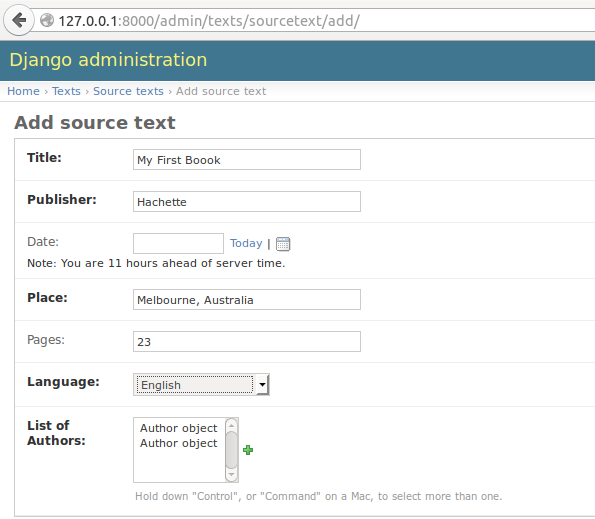 127.0.0.1:8000/admin/texts/sourcetext/add/
Django administration
Home › Texts › Source texts › Add source text
Add source text
Title: My First Boook
Publisher: Hachette
Date: Today |
Note: You are 11 hours ahead of server time.
Place: Melbourne, Australia
Pages: 23
Language: English
List of Authors:
Author object
Author object
Hold down "Control", or "Command" on a Mac, to select more than one.